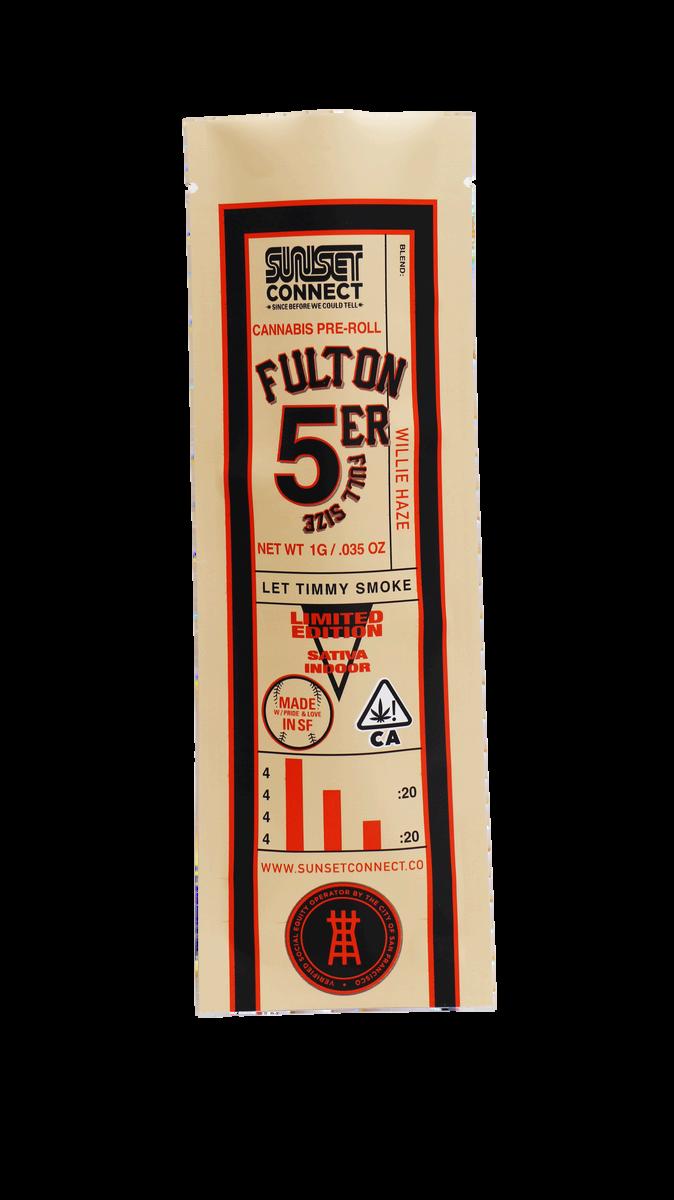 SUNSET
CONNECT
SINCE BEFORE WE COULD TELL
CANNABIS PRE-ROLL
FULTON
5ER
FULL SIZE
NET WT 1G / .035 OZ
BLEND:
WILLIE HAZE
LET TIMMY SMOKE
LIMITED
EDITION
SATIVA
INDOOR
MADE
W/ PRIDE & LOVE
IN SF
!
CA
4
4 :20
4
4 :20
WWW.SUNSETCONNECT.CO
VERIFIED SOCIAL EQUITY OPERATOR BY THE CITY OF SAN FRANCISCO •